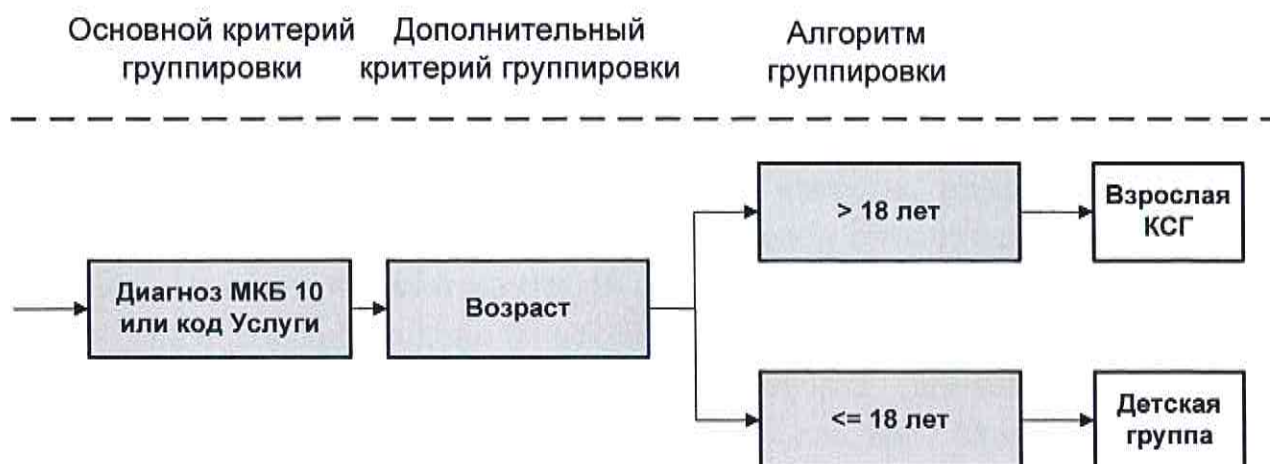 Основной критерий
группировки
Дополнительный
критерий группировки
Алгоритм
группировки
Диагноз МКБ 10
или код Услуги
Возраст
> 18 лет
Взрослая
КСГ
<= 18 лет
Детская
группа